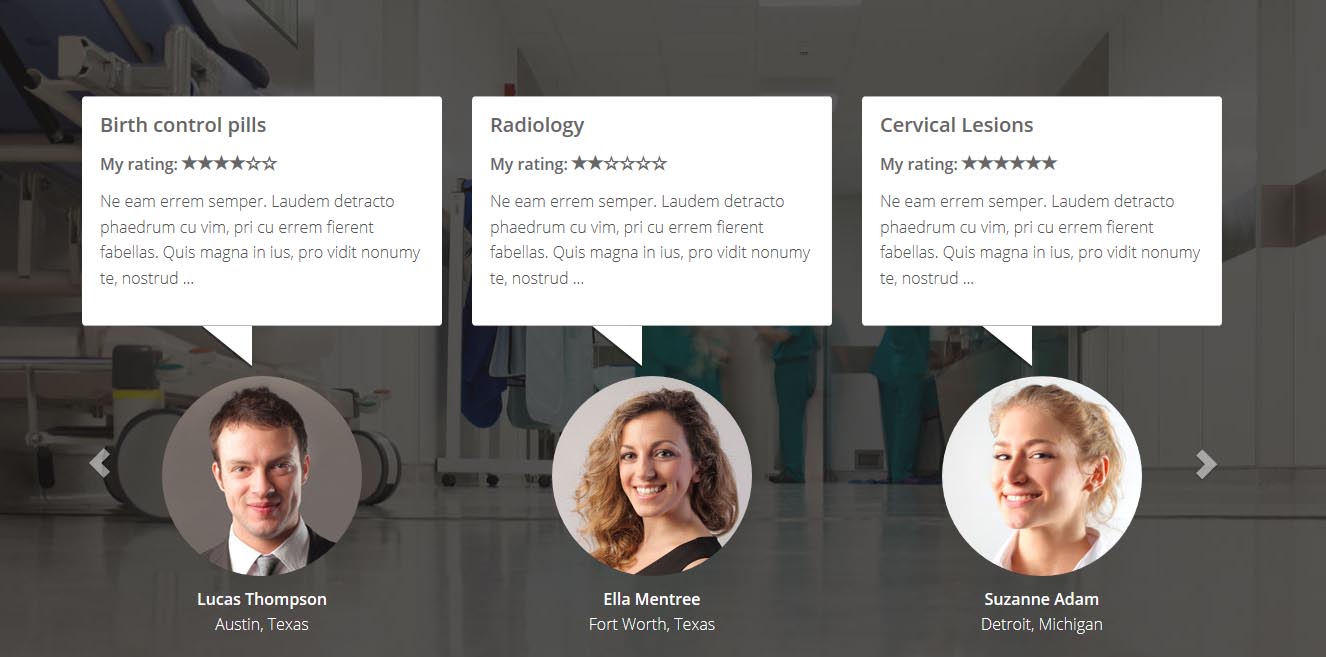 Birth control pills
My rating: ★★★★☆☆
Ne eam errem semper. Laudem detracto
phaedrum cu vim, pri cu errem fierent
fabellas. Quis magna in ius, pro vidit nonumy
te, nostrud ...
Lucas Thompson
Austin, Texas
Radiology
My rating: ★★☆☆☆☆
Ne eam errem semper. Laudem detracto
phaedrum cu vim, pri cu errem fierent
fabellas. Quis magna in ius, pro vidit nonumy
te, nostrud ...
Ella Mentree
Fort Worth, Texas
Cervical Lesions
My rating: ★★★★★★
Ne eam errem semper. Laudem detracto
phaedrum cu vim, pri cu errem fierent
fabellas. Quis magna in ius, pro vidit nonumy
te, nostrud ...
Suzanne Adam
Detroit, Michigan